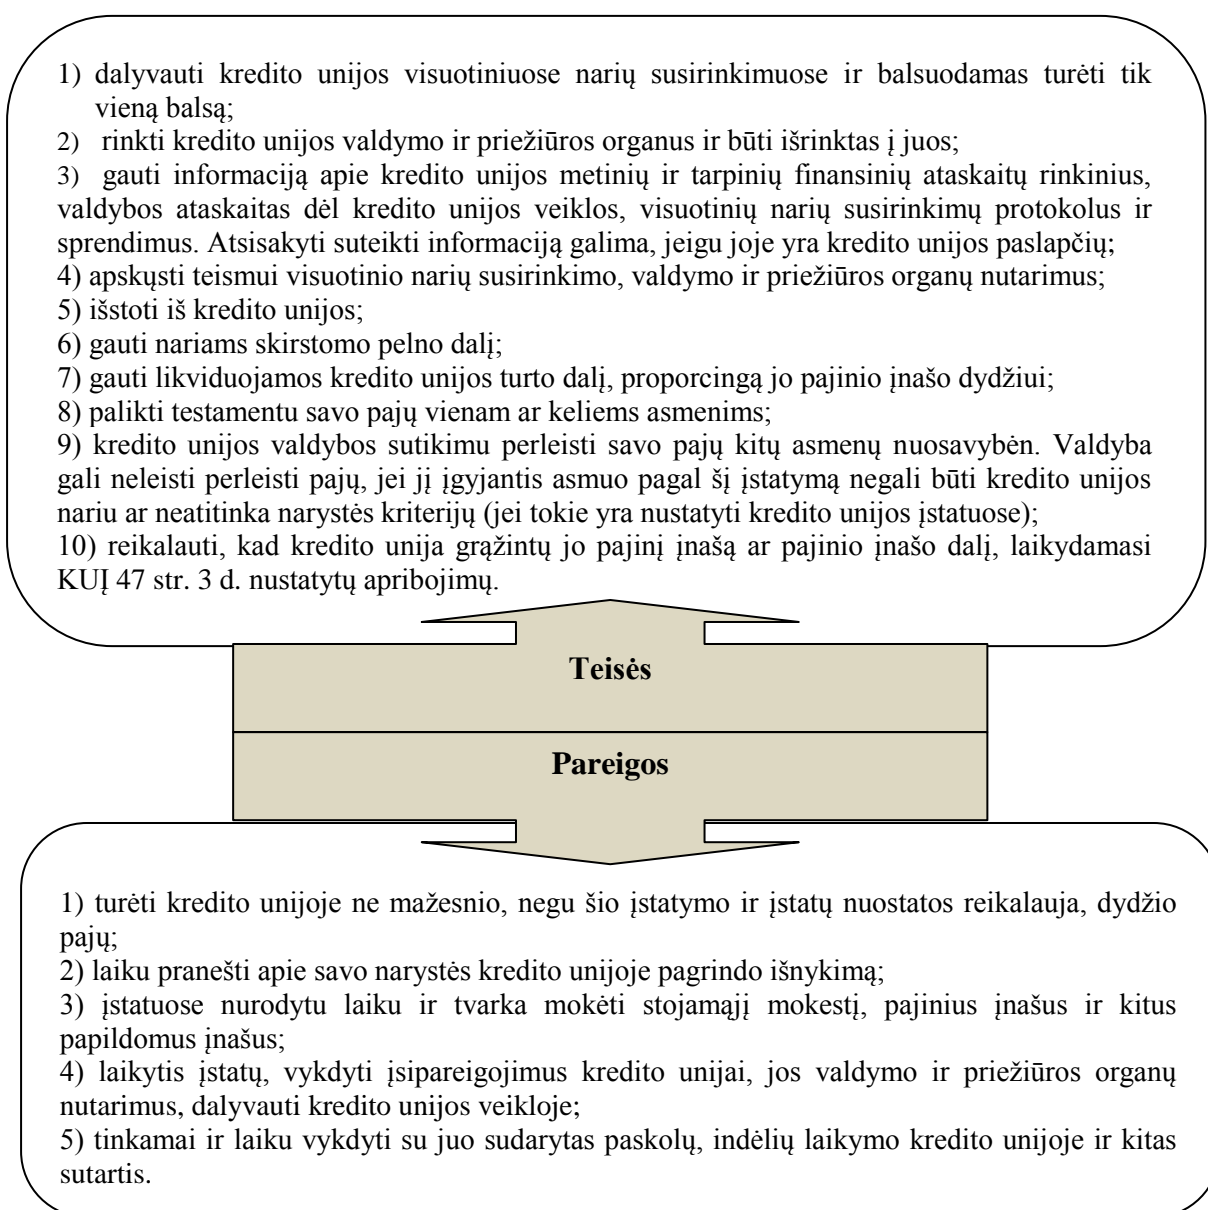 1) dalyvauti kredito unijos visuotiniuose narių susirinkimuose ir balsuodamas turėti tik
vieną balsą;
2) rinkti kredito unijos valdymo ir priežiūros organus ir būti išrinktas į juos;
3) gauti informaciją apie kredito unijos metinių ir tarpinių finansinių ataskaitų rinkinius,
valdybos ataskaitas dėl kredito unijos veiklos, visuotinių narių susirinkimų protokolus ir
sprendimus. Atsisakyti suteikti informaciją galima, jeigu joje yra kredito unijos paslapčių;
4) apskųsti teismui visuotinio narių susirinkimo, valdymo ir priežiūros organų nutarimus;
5) išstoti iš kredito unijos;
6) gauti nariams skirstomo pelno dalį;
7) gauti likviduojamos kredito unijos turto dalį, proporcingą jo pajinio įnašo dydžiui;
8) palikti testamentu savo pajų vienam ar keliems asmenims;
9) kredito unijos valdybos sutikimu perleisti savo pajų kitų asmenų nuosavybėn. Valdyba
gali neleisti perleisti pajų, jei jį įgyjantis asmuo pagal šį įstatymą negali būti kredito unijos
nariu ar neatitinka narystės kriterijų (jei tokie yra nustatyti kredito unijos įstatuose);
10) reikalauti, kad kredito unija grąžintų jo pajinį įnašą ar pajinio įnašo dalį, laikydamasi
KUĮ 47 str. 3 d. nustatytų apribojimų.
Teisės
Pareigos
1) turėti kredito unijoje ne mažesnio, negu šio įstatymo ir įstatų nuostatos reikalauja, dydžio
pajų;
2) laiku pranešti apie savo narystės kredito unijoje pagrindo išnykimą;
3) įstatuose nurodytu laiku ir tvarka mokėti stojamąjį mokestį, pajinius įnašus ir kitus
papildomus įnašus;
4) laikytis įstatų, vykdyti įsipareigojimus kredito unijai, jos valdymo ir priežiūros organų
nutarimus, dalyvauti kredito unijos veikloje;
5) tinkamai ir laiku vykdyti su juo sudarytas paskolų, indėlių laikymo kredito unijoje ir kitas
sutartis.